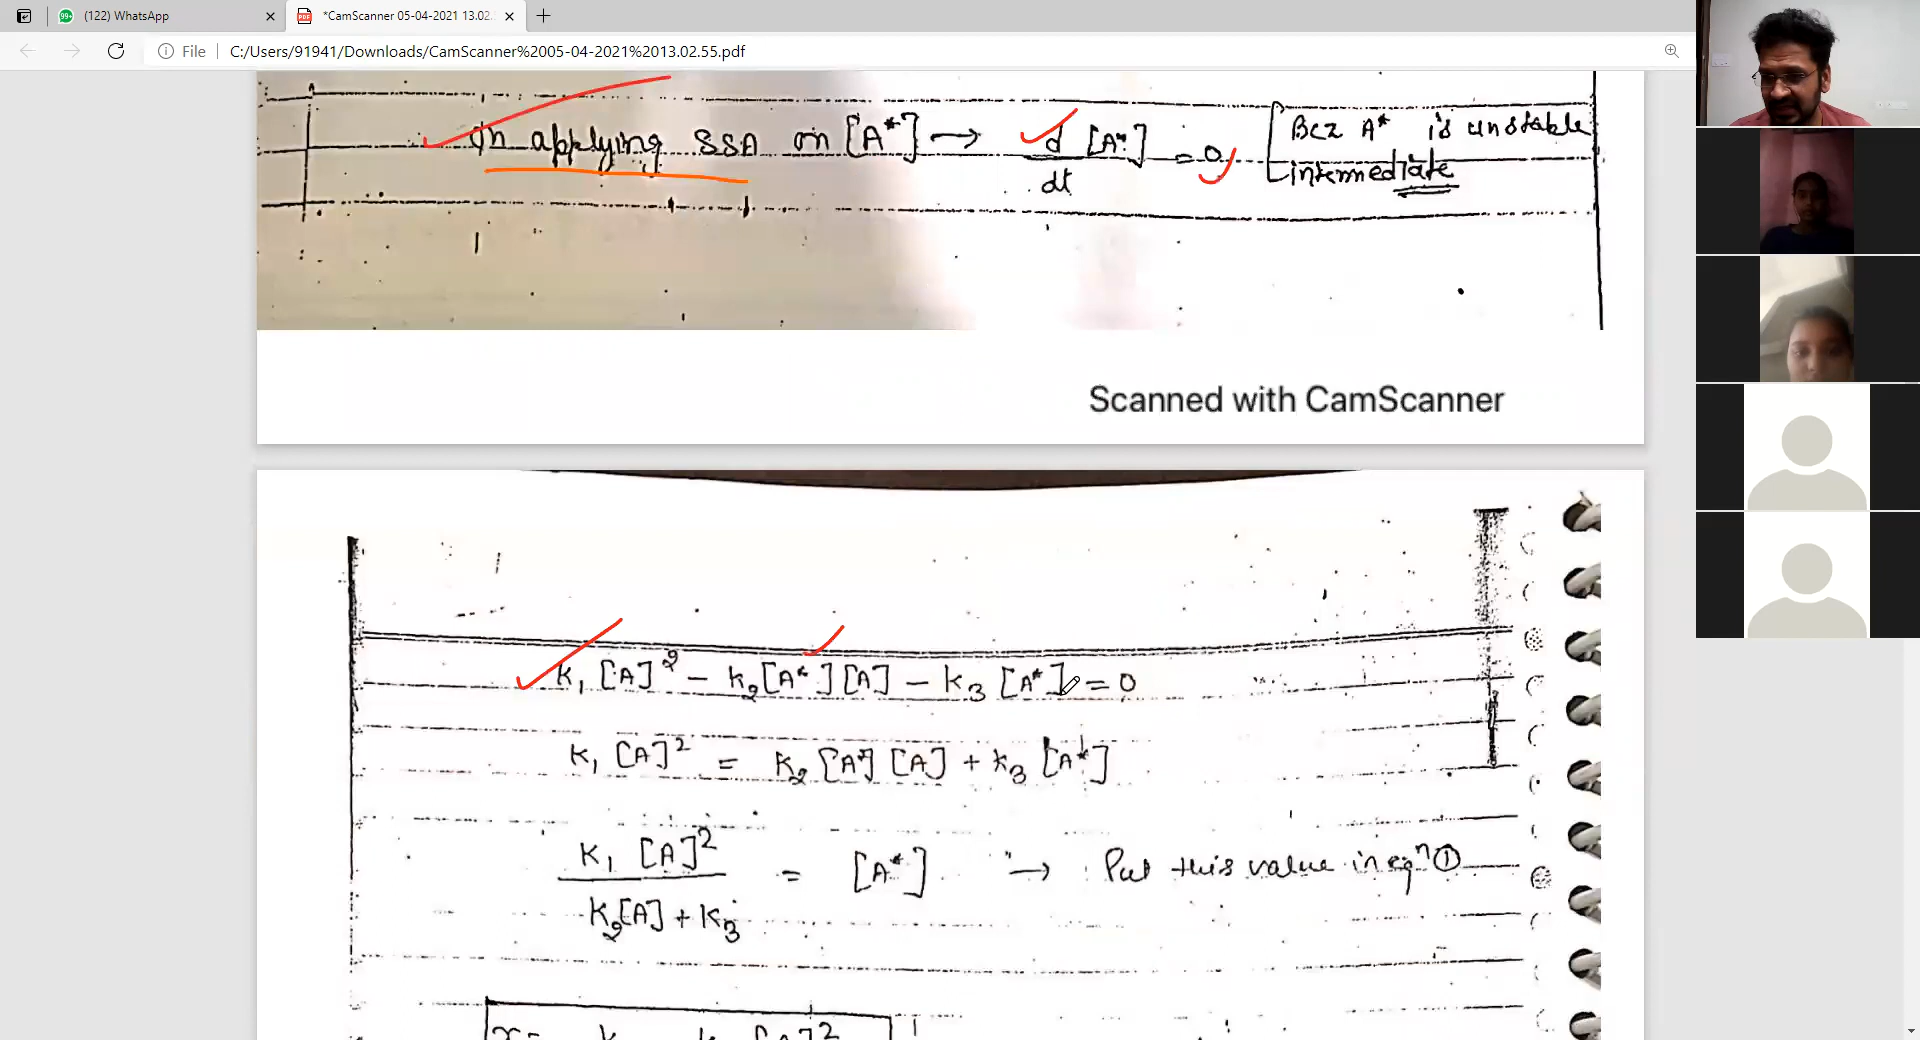 (122) WhatsApp
*CamScanner 05-04-2021 13.02.
File
C:/Users/91941/Downloads/CamScanner%2005-04-2021%2013.02.55.pdf
On applying SSA on [A*] → d[A*]/dt = 0 [Bcz A* is unstable
intermediate
Scanned with CamScanner
K₁ [A]² − K₂[A*][A] − K₃ [A*] = 0
K₁ [A]² = K₂ [A*] [A] + K₃ [A*]
K₁ [A]² / K₂[A] + K₃ = [A*] → Put this value in eqⁿ ①